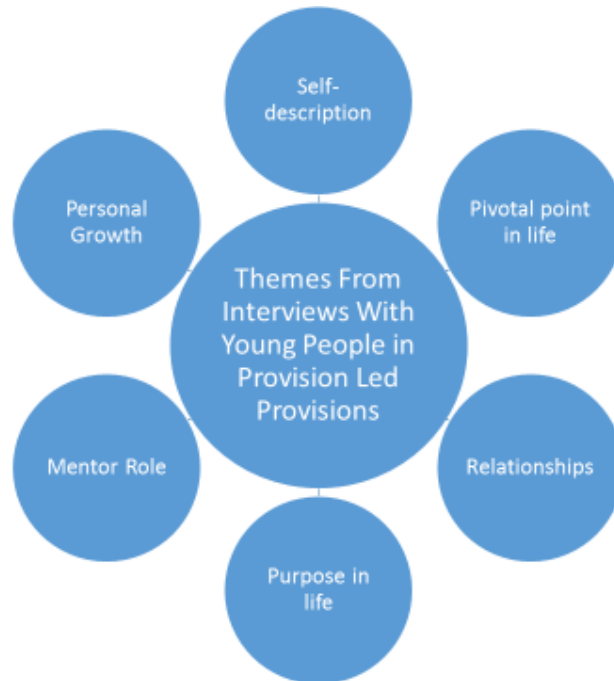 Self-
description
Pivotal point
in life
Relationships
Purpose in
life
Mentor Role
Personal
Growth
Themes From
Interviews With
Young People in
Provision Led
Provisions